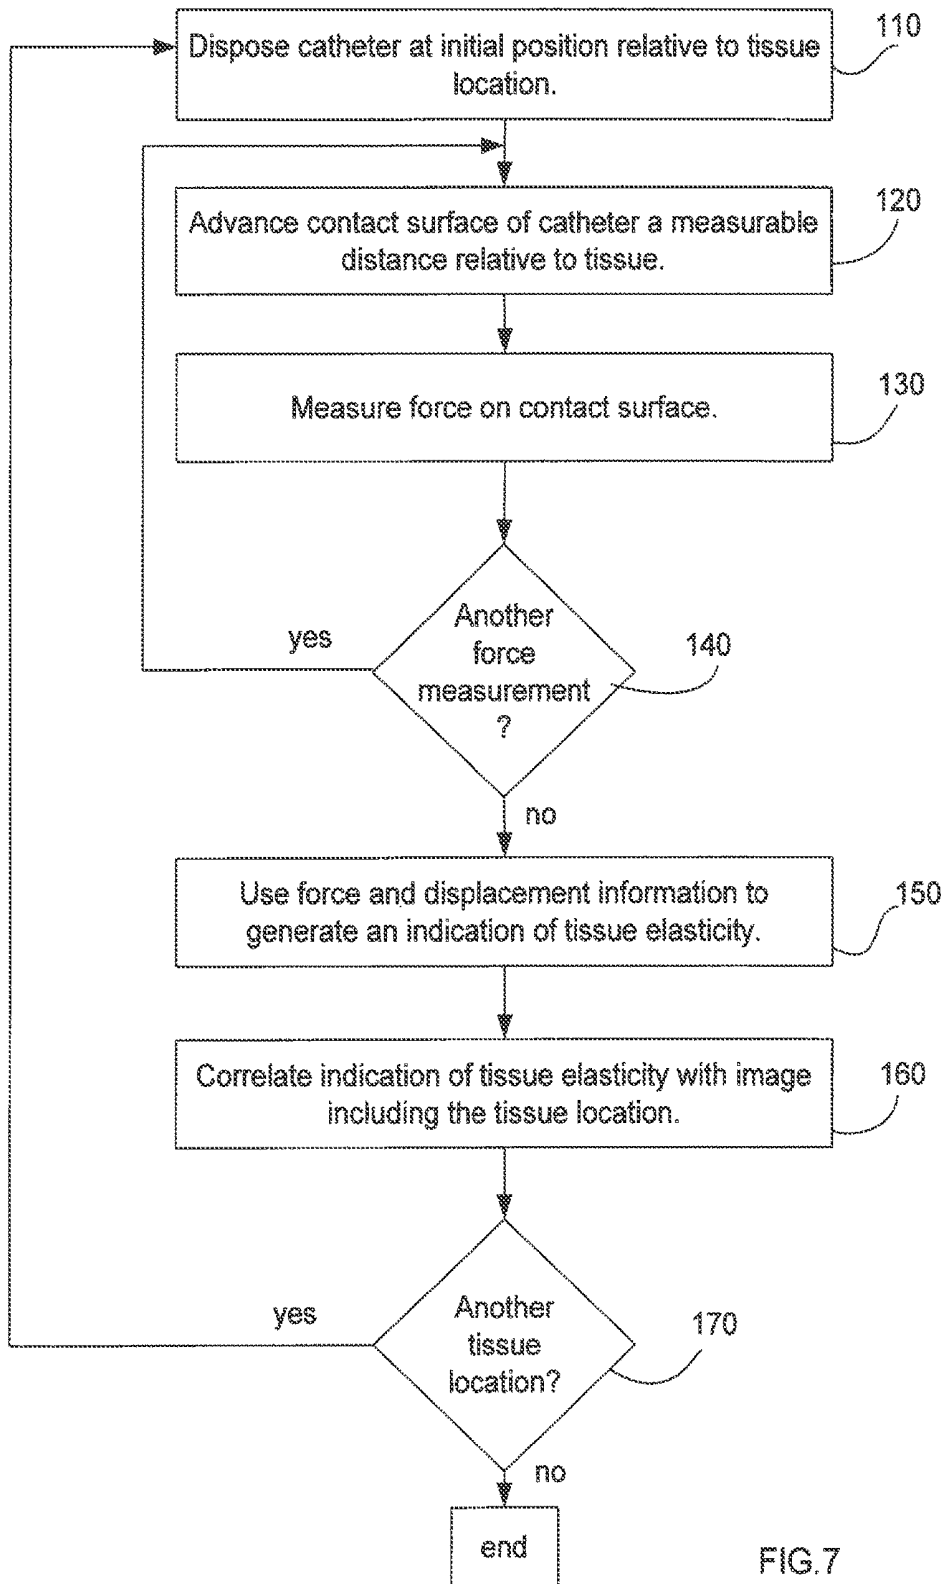 110
Dispose catheter at initial position relative to tissue
location.
120
Advance contact surface of catheter a measurable
distance relative to tissue.
130
Measure force on contact surface.
Another
force
measurement
?
yes
140
no
150
Use force and displacement information to
generate an indication of tissue elasticity.
160
Correlate indication of tissue elasticity with image
including the tissue location.
Another
tissue
location?
yes
170
no
end
FIG.7